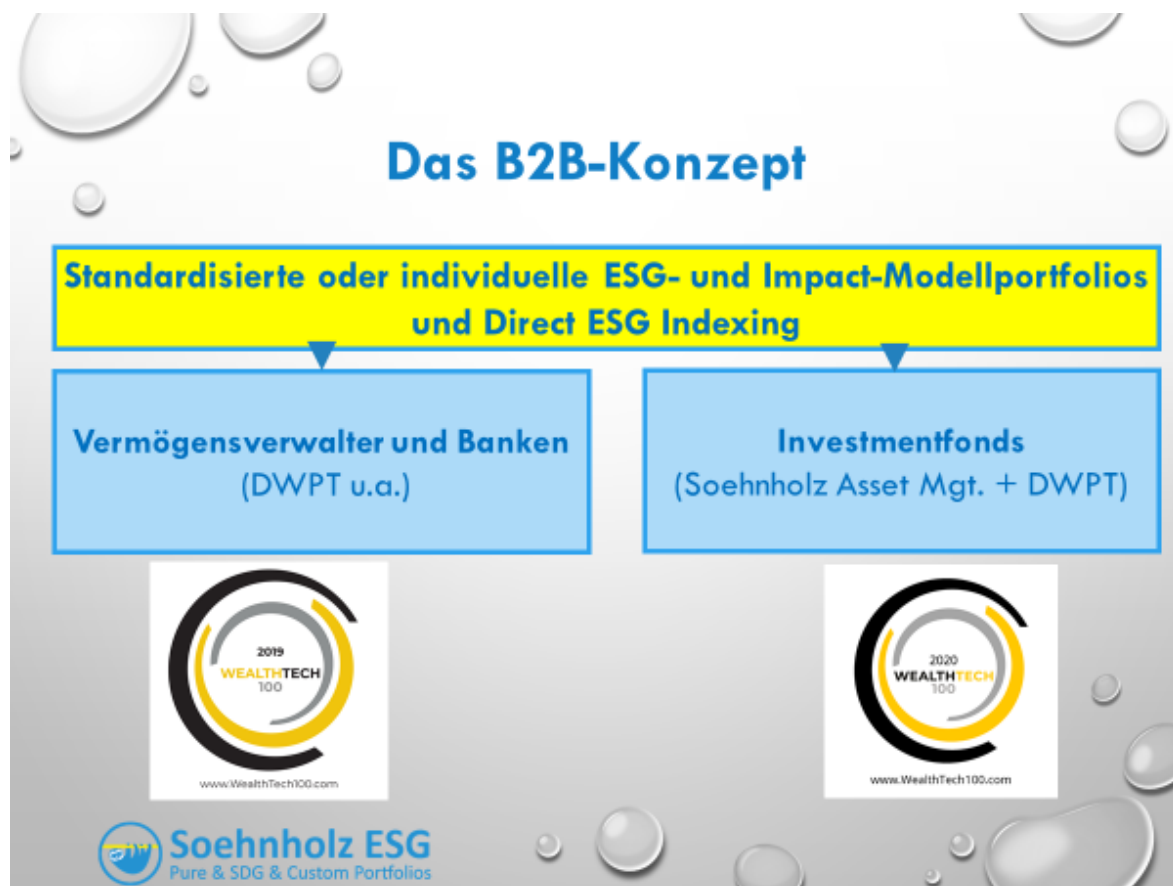 Das B2B-Konzept
Standardisierte oder individuelle ESG- und Impact-Modellportfolios
und Direct ESG Indexing
Vermögensverwalter und Banken
(DWPT u.a.)
Investmentfonds
(Soehnholz Asset Mgt. + DWPT)
2019
WEALTHTECH
100
www.WealthTech100.com
2020
WEALTHTECH
100
www.WealthTech100.com
Soehnholz ESG
Pure & SDG & Custom Portfolios